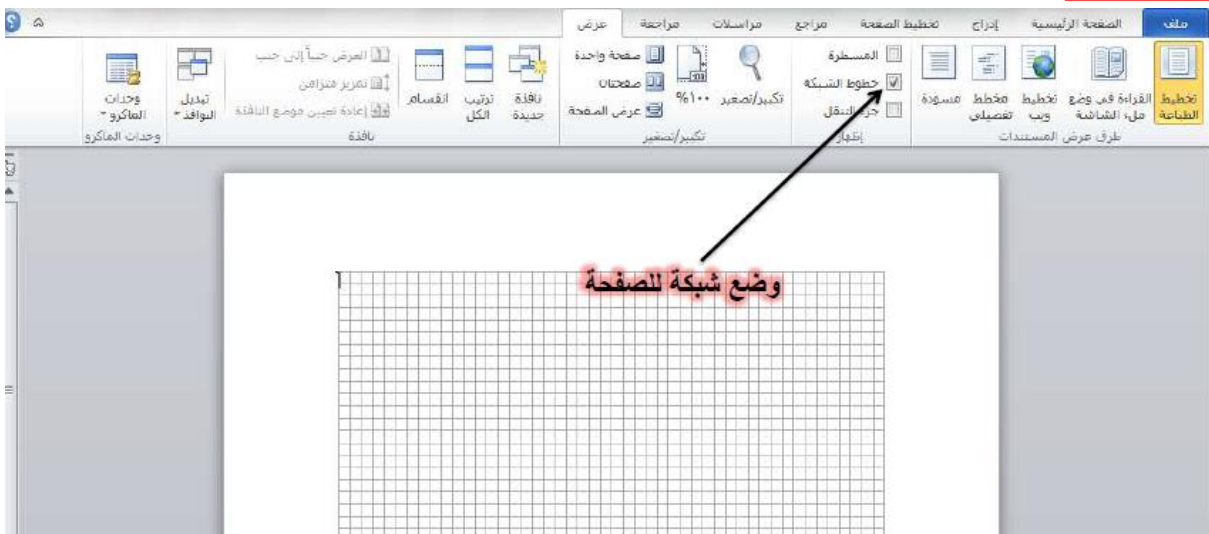 ملف الصفحة الرئيسية إدراج تخطيط الصفحة مراجع مراسلات مراجعة عرض
تخطيط الطباعة
القراءة في وضع ملء الشاشة
تخطيط ويب
مخطط تفصيلي
مسودة
طرق عرض المستندات
المسطرة
خطوط الشبكة
جزء التنقل
إظهار
تكبير/تصغير
١٠٠%
صفحة واحدة
صفحتان
عرض الصفحة
تكبير/تصغير
نافذة جديدة
ترتيب الكل
انقسام
العرض جنباً إلى جنب
تمرير متزامن
إعادة تعيين موضع النافذة
تبديل النوافذ
نافذة
وحدات الماكرو
وحدات الماكرو
وضع شبكة للصفحة